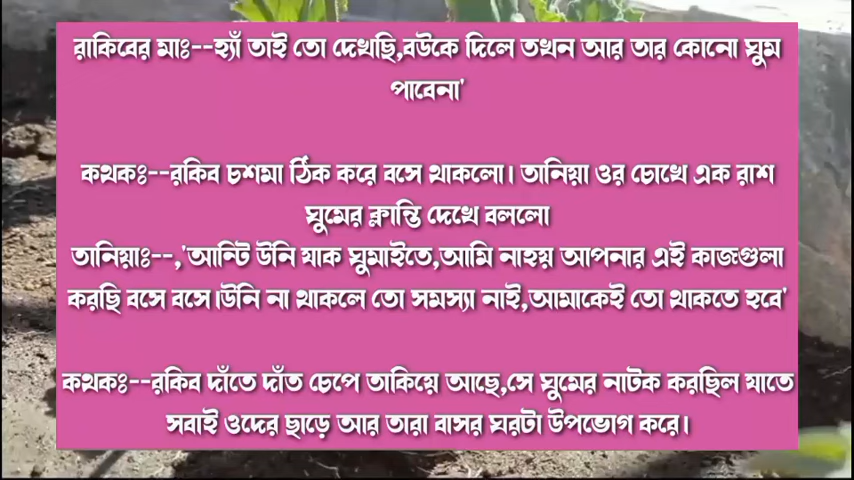 রাকিবের মাঃ--হ্যাঁ তাই তো দেখছি,বউকে দিলে তখন আর তার কোনো ঘুম
পাবেনা'
কথকঃ--রকিব চশমা ঠিক করে বসে থাকলো। তানিয়া ওর চোখে এক রাশ
ঘুমের ক্লান্তি দেখে বললো
তানিয়াঃ--,'আন্টি উনি যাক ঘুমাইতে,আমি নাহয় আপনার এই কাজগুলা
করছি বসে বসে।উনি না থাকলে তো সমস্যা নাই,আমাকেই তো থাকতে হবে'
কথকঃ--রকিব দাঁতে দাঁত চেপে তাকিয়ে আছে,সে ঘুমের নাটক করছিল যাতে
সবাই ওদের ছাড়ে আর তারা বাসর ঘরটা উপভোগ করে।